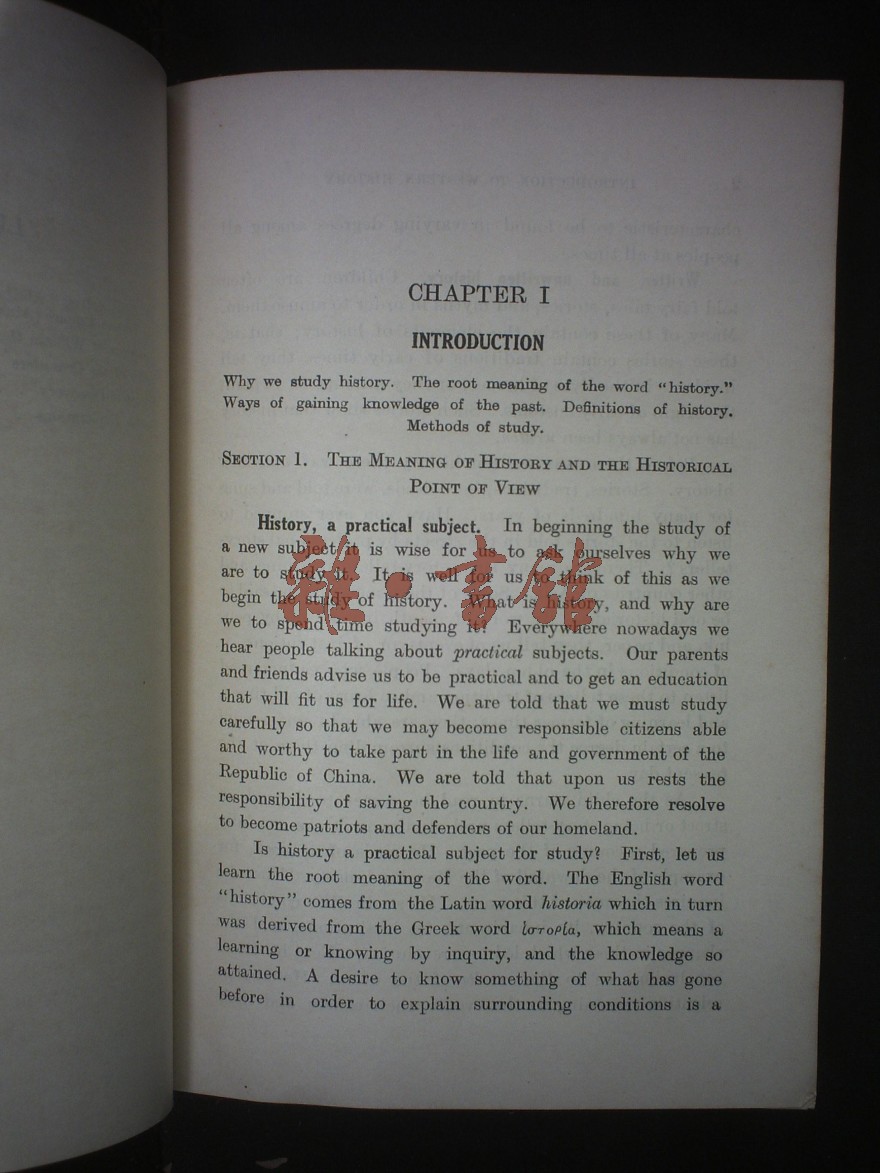 CHAPTER I
INTRODUCTION
Why we study history. The root meaning of the word "history."
Ways of gaining knowledge of the past. Definitions of history.
Methods of study.
SECTION 1. THE MEANING OF HISTORY AND THE HISTORICAL
POINT OF VIEW
History, a practical subject. In beginning the study of
a new subject it is wise for us to ask ourselves why we
are to study it. It is well for us to think of this as we
begin the study of history. What is history, and why are
we to spend time studying it? Everywhere nowadays we
hear people talking about practical subjects. Our parents
and friends advise us to be practical and to get an education
that will fit us for life. We are told that we must study
carefully so that we may become responsible citizens able
and worthy to take part in the life and government of the
Republic of China. We are told that upon us rests the
responsibility of saving the country. We therefore resolve
to become patriots and defenders of our homeland.
Is history a practical subject for study? First, let us
learn the root meaning of the word. The English word
"history" comes from the Latin word historia which in turn
was derived from the Greek word ἱστορία, which means a
learning or knowing by inquiry, and the knowledge so
attained. A desire to know something of what has gone
before in order to explain surrounding conditions is a
雜·書館